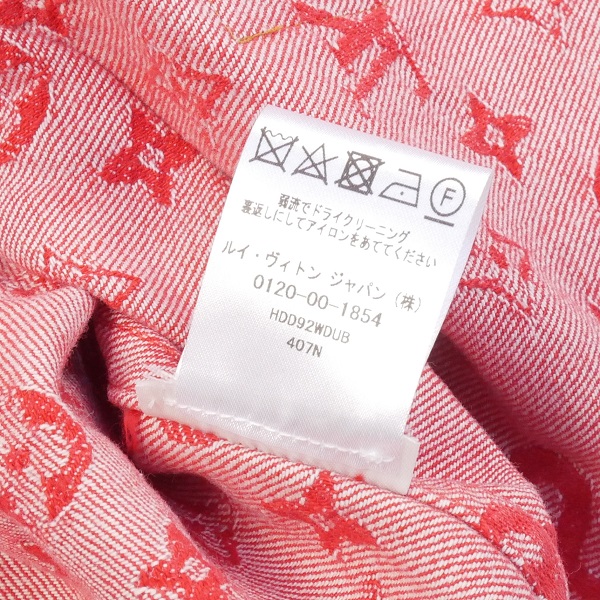 F
弱流でドライクリーニング
裏返しにしてアイロンをあててください
ルイ・ヴィトン ジャパン（株）
0120-00-1854
HDD92WDUB
407N